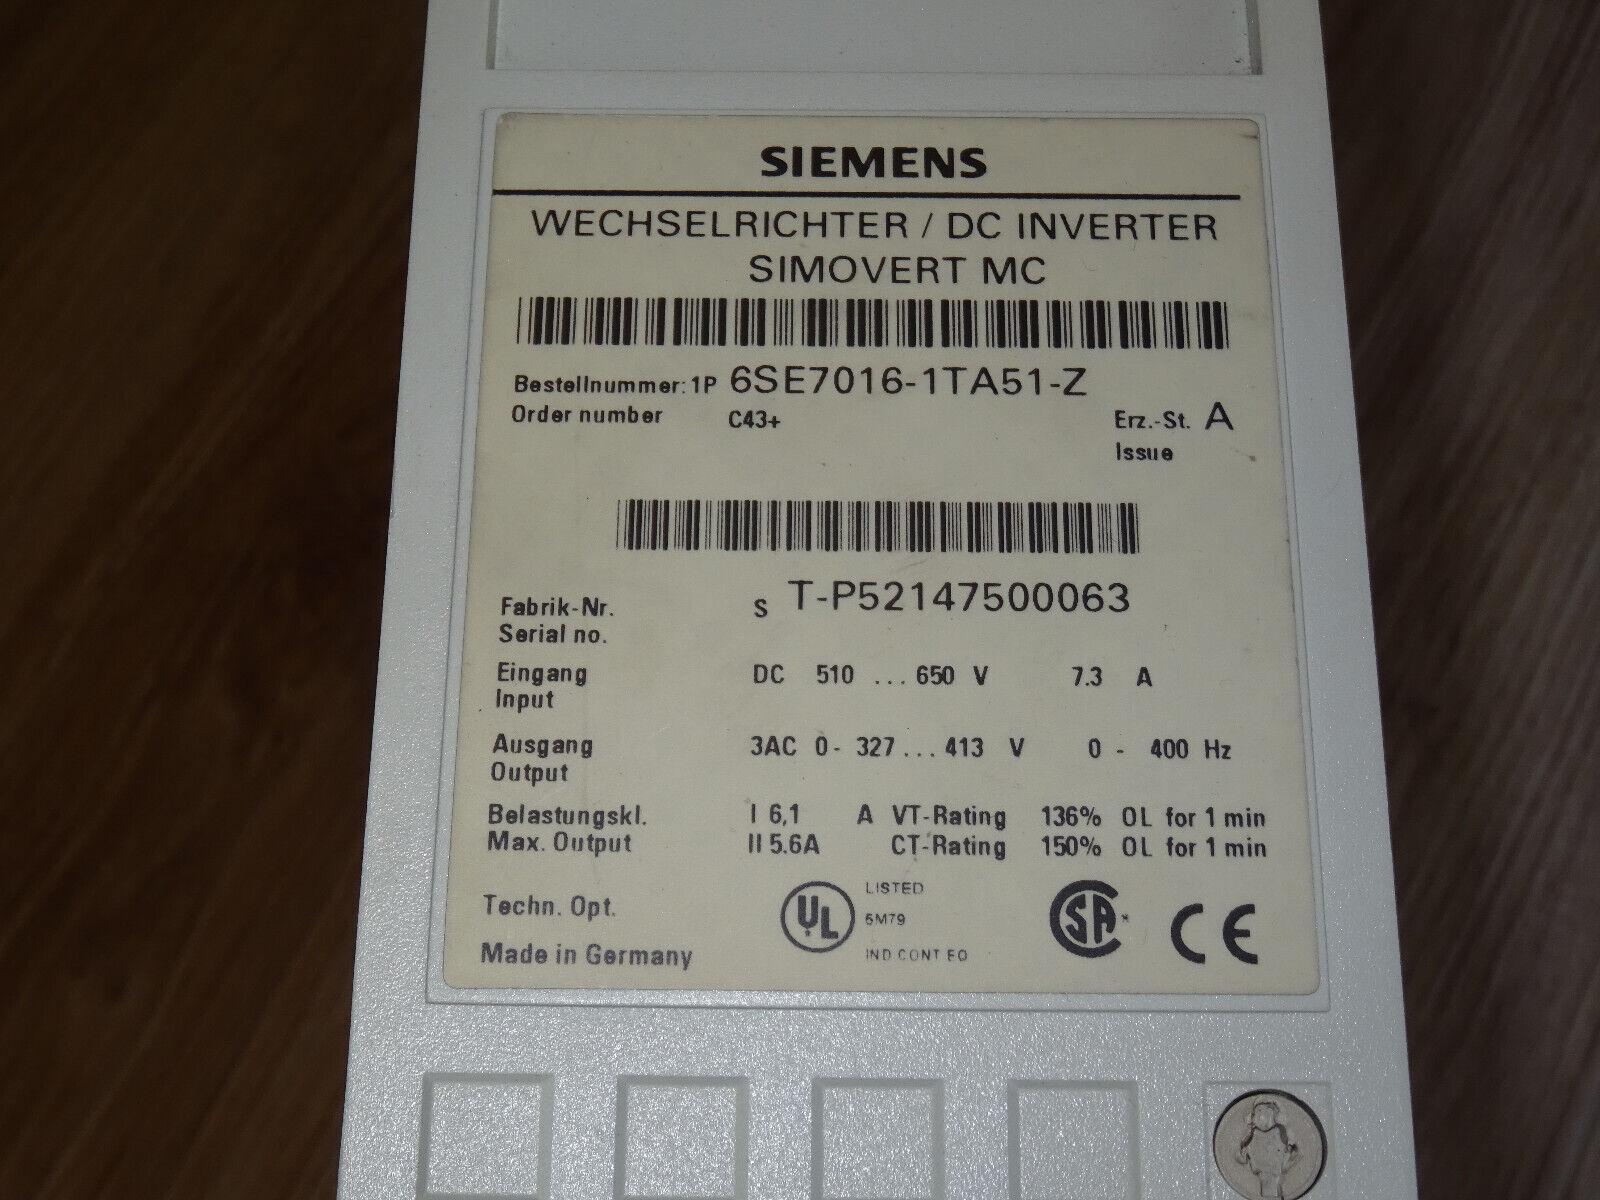 SIEMENS
WECHSELRICHTER / DC INVERTER
SIMOVERT MC
Bestellnummer: 1P 6SE7016-1TA51-Z
Order number C43+ Erz.-St. A
Issue
Fabrik-Nr. S T-P52147500063
Serial no.
Eingang DC 510 ... 650 V 7.3 A
Input
Ausgang 3AC 0 - 327 ... 413 V 0 - 400 Hz
Output
Belastungskl. I 6,1 A VT-Rating 136% OL for 1 min
Max. Output II 5.6A CT-Rating 150% OL for 1 min
Techn. Opt.
Made in Germany
UL LISTED
5M79
IND CONT EQ
SA
CE